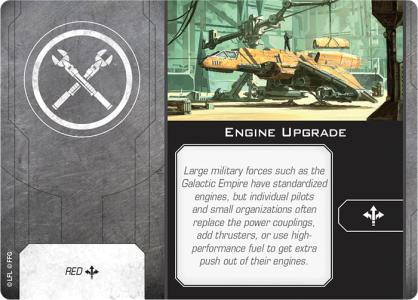 ENGINE UPGRADE
Large military forces such as the
Galactic Empire have standardized
engines, but individual pilots
and small organizations often
replace the power couplings,
add thrusters, or use high-
performance fuel to get extra
push out of their engines.
RED
© LFL © FFG